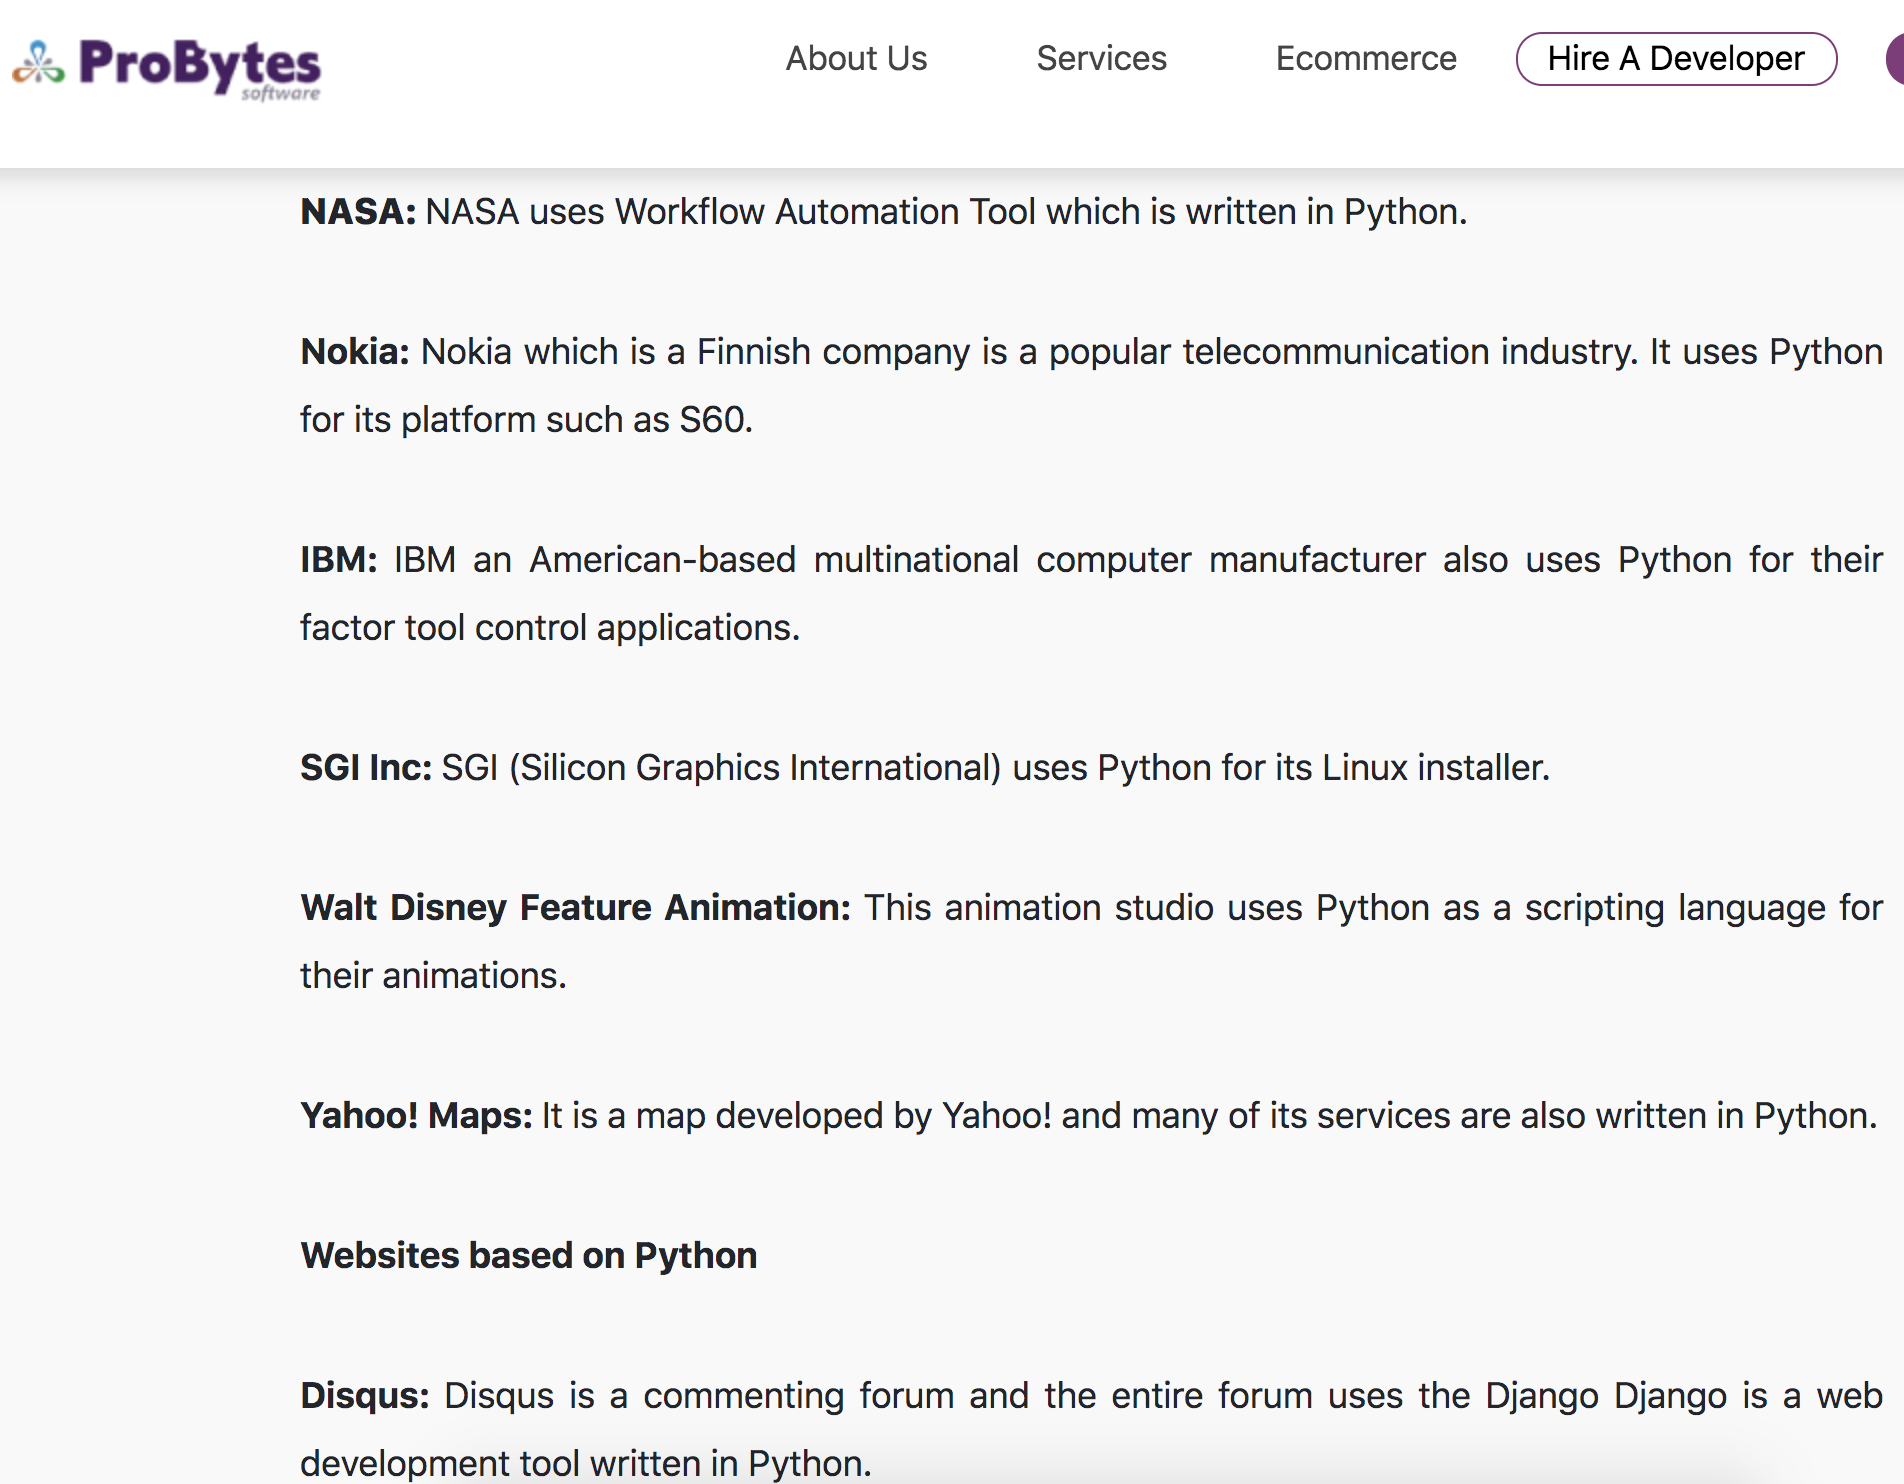 ProBytes
software
About Us Services Ecommerce Hire A Developer
NASA: NASA uses Workflow Automation Tool which is written in Python.
Nokia: Nokia which is a Finnish company is a popular telecommunication industry. It uses Python
for its platform such as S60.
IBM: IBM an American-based multinational computer manufacturer also uses Python for their
factor tool control applications.
SGI Inc: SGI (Silicon Graphics International) uses Python for its Linux installer.
Walt Disney Feature Animation: This animation studio uses Python as a scripting language for
their animations.
Yahoo! Maps: It is a map developed by Yahoo! and many of its services are also written in Python.
Websites based on Python
Disqus: Disqus is a commenting forum and the entire forum uses the Django Django is a web
development tool written in Python.